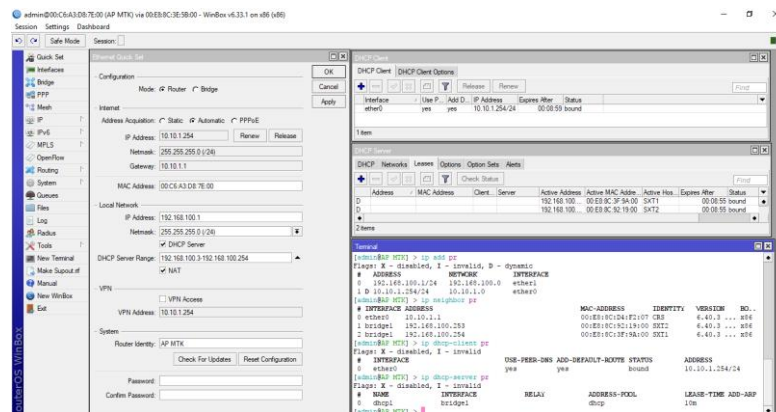 admin@00:C6:A3:D8:7E:00 (AP MTK) via 00:E8:8C:3E:5B:00 - WinBox v6.33.1 on x86 (x86)
Session Settings Dashboard
Safe Mode Session:
Quick Set
Interfaces
Bridge
PPP
Mesh
IP
IPv6
MPLS
OpenFlow
Routing
System
Queues
Files
Log
Radius
Tools
New Terminal
Make Supout.rif
Manual
New WinBox
Exit
RouterOS WinBox
Ethernet Quick Set
OK
Cancel
Apply
Configuration
Mode: Router Bridge
Internet
Address Acquisition: Static Automatic PPPoE
IP Address: 10.10.1.254 Renew Release
Netmask: 255.255.255.0 (/24)
Gateway: 10.10.1.1
MAC Address: 00:C6:A3:D8:7E:00
Local Network
IP Address: 192.168.100.1
Netmask: 255.255.255.0 (/24)
DHCP Server
DHCP Server Range: 192.168.100.3-192.168.100.254
NAT
VPN
VPN Access
VPN Address: 10.10.1.254
System
Router Identity: AP MTK
Check For Updates Reset Configuration
Password:
Confirm Password:
DHCP Client
DHCP Client DHCP Client Options
Release Renew Find
Interface Use P... Add D... IP Address Expires After Status
ether0 yes yes 10.10.1.254/24 00:08:59 bound
1 item
DHCP Server
DHCP Networks Leases Options Option Sets Alerts
Check Status Find
Address MAC Address Client... Server Active Address Active MAC Addre... Active Hos... Expires After Status
D 192.168.100.... 00:E8:8C:3F:9A:00 SXT1 00:08:55 bound
D 192.168.100.... 00:E8:8C:92:19:00 SXT2 00:08:55 bound
2 items
Terminal
[admin@AP MTK] > ip add pr
Flags: X - disabled, I - invalid, D - dynamic
# ADDRESS NETWORK INTERFACE
0 192.168.100.1/24 192.168.100.0 ether1
1 D 10.10.1.254/24 10.10.1.0 ether0
[admin@AP MTK] > ip neighbor pr
# INTERFACE ADDRESS MAC-ADDRESS IDENTITY VERSION BO..
0 ether0 10.10.1.1 00:E8:8C:D4:F2:07 CRS 6.40.3 ... x86
1 bridge1 192.168.100.253 00:E8:8C:92:19:00 SXT2 6.40.3 ... x86
2 bridge1 192.168.100.254 00:E8:8C:3F:9A:00 SXT1 6.40.3 ... x86
[admin@AP MTK] > ip dhcp-client pr
Flags: X - disabled, I - invalid
# INTERFACE USE-PEER-DNS ADD-DEFAULT-ROUTE STATUS ADDRESS
0 ether0 yes yes bound 10.10.1.254/24
[admin@AP MTK] > ip dhcp-server pr
Flags: X - disabled, I - invalid
# NAME INTERFACE RELAY ADDRESS-POOL LEASE-TIME ADD-ARP
0 dhcp1 bridge1 dhcp 10m
[admin@AP MTK] >